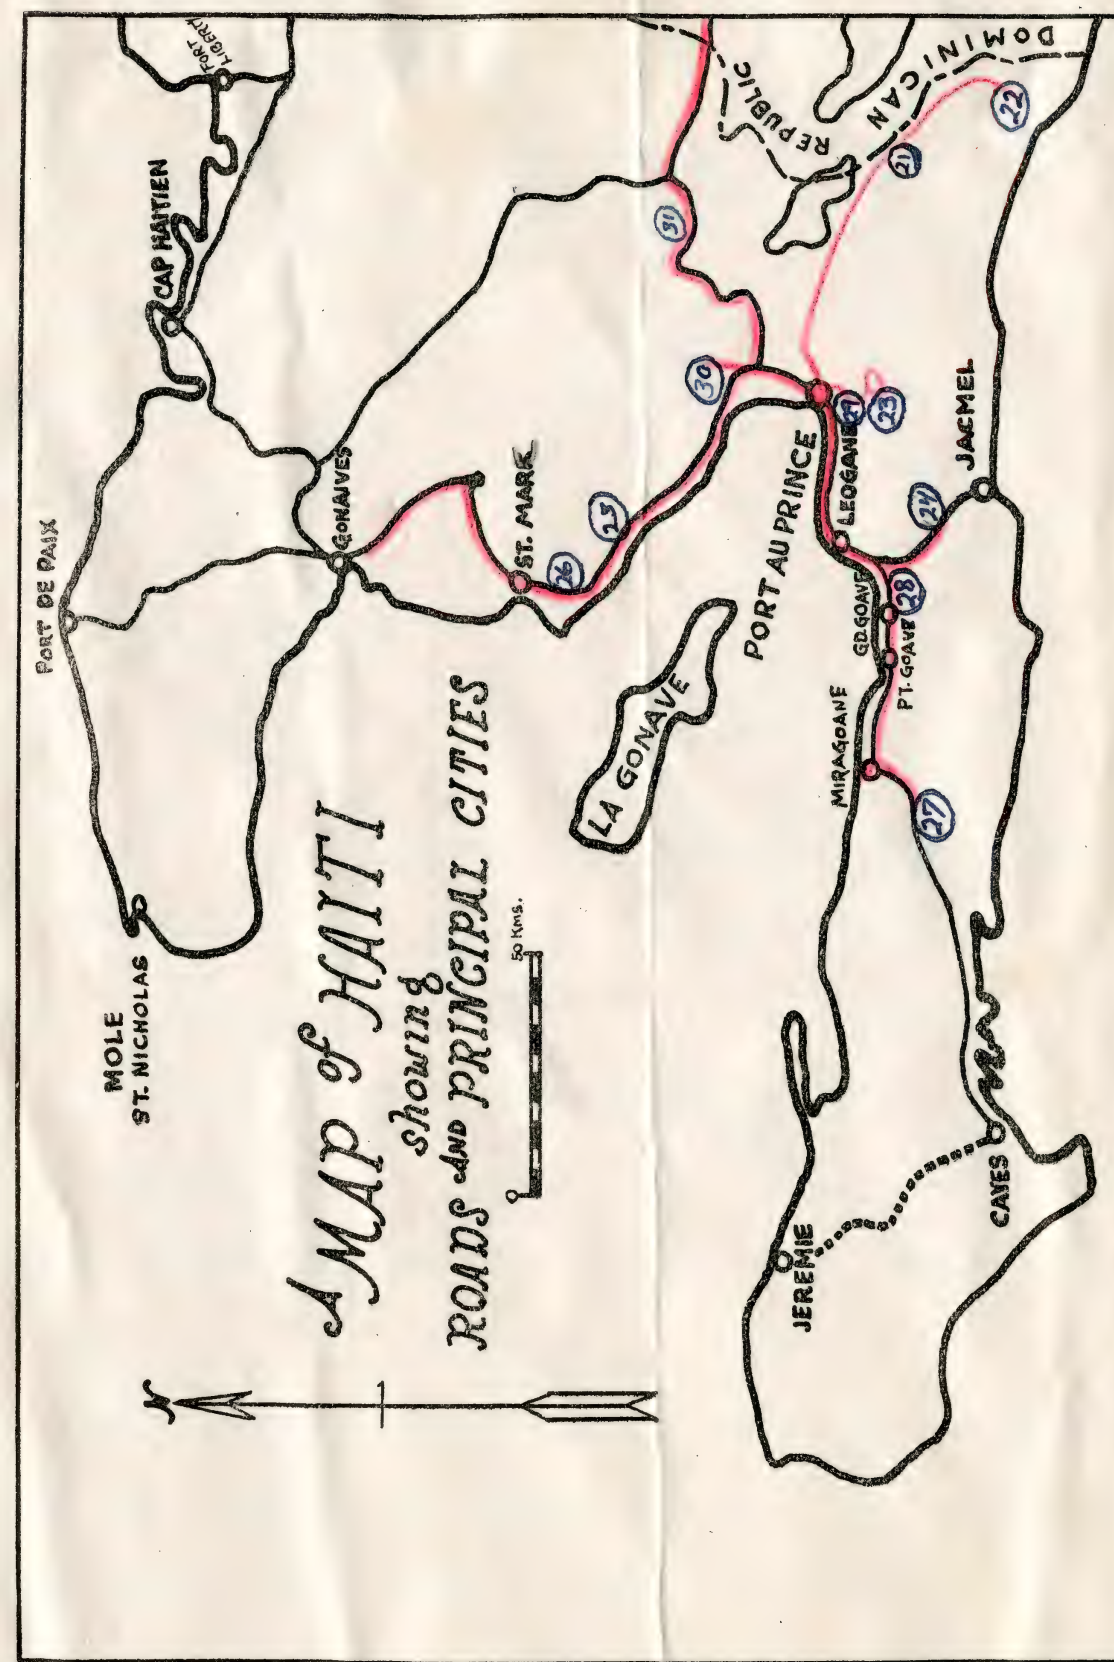 A MAP of HAITI
showing
ROADS AND PRINCIPAL CITIES
50 Kms.
N
MOLE
ST. NICHOLAS
PORT DE PAIX
CAP HAITIEN
FORT
LIBERTY
GONAIVES
ST. MARK
LA GONAVE
PORT AU PRINCE
LEOGANE
GD. GOAVE
PT. GOAVE
MIRAGOANE
JACMEL
JEREMIE
CAYES
DOMINICAN
REPUBLIC
21
22
23
23
24
26
27
28
30
31